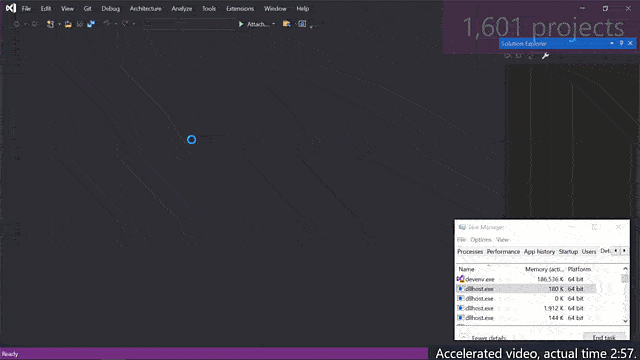 File Edit View Git Debug Architecture Analyze Tools Extensions Window Help
Attach...
1,601 projects
Solution Explorer
Task Manager
File Options View
Processes Performance App history Startup Users Det
Name Memory (acti... Platform
devenv.exe 186,536 K 64 bit
dllhost.exe 180 K 64 bit
dllhost.exe 0 K 64 bit
dllhost.exe 1,912 K 64 bit
dllhost.exe 144 K 64 bit
Fewer details End task
Ready
Accelerated video, actual time 2:57.